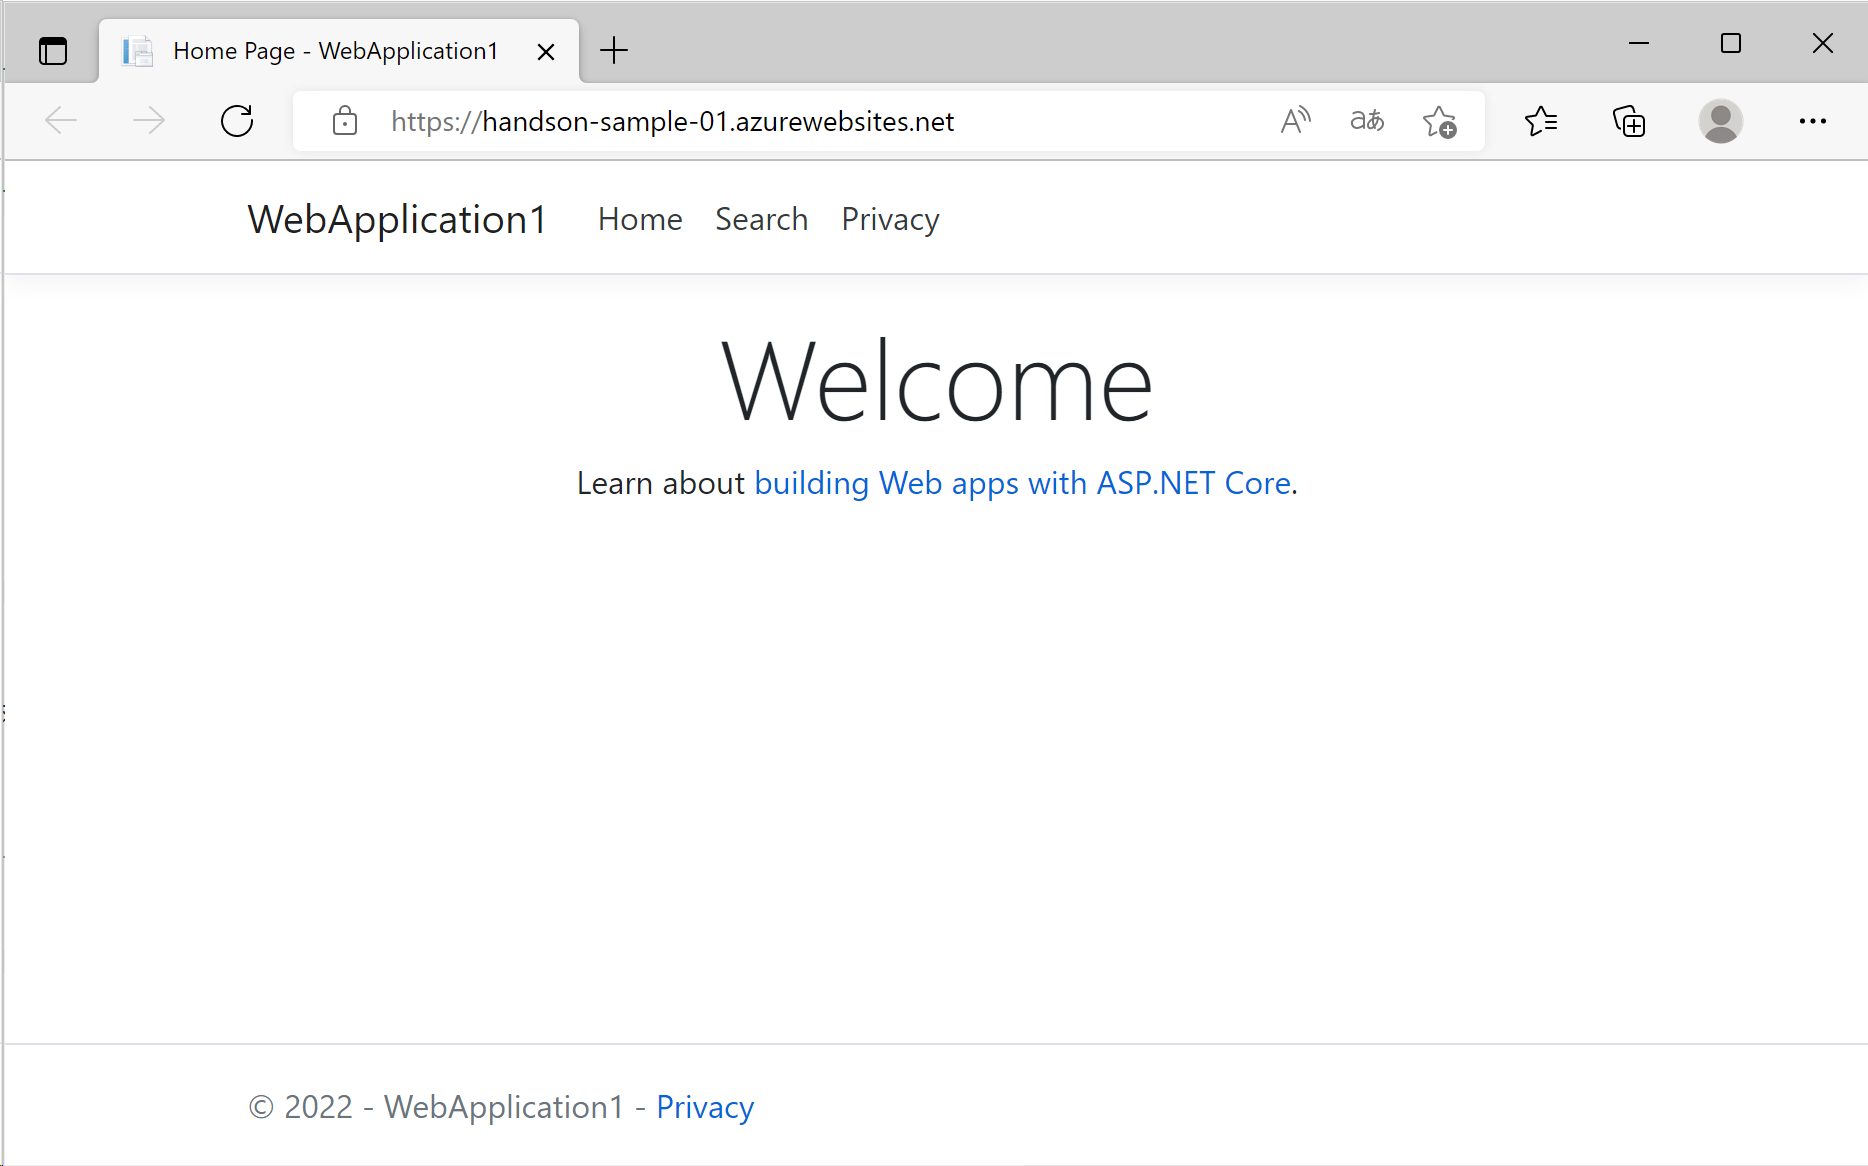 Home Page - WebApplication1
https://handson-sample-01.azurewebsites.net
WebApplication1 Home Search Privacy
Welcome
Learn about building Web apps with ASP.NET Core.
© 2022 - WebApplication1 - Privacy